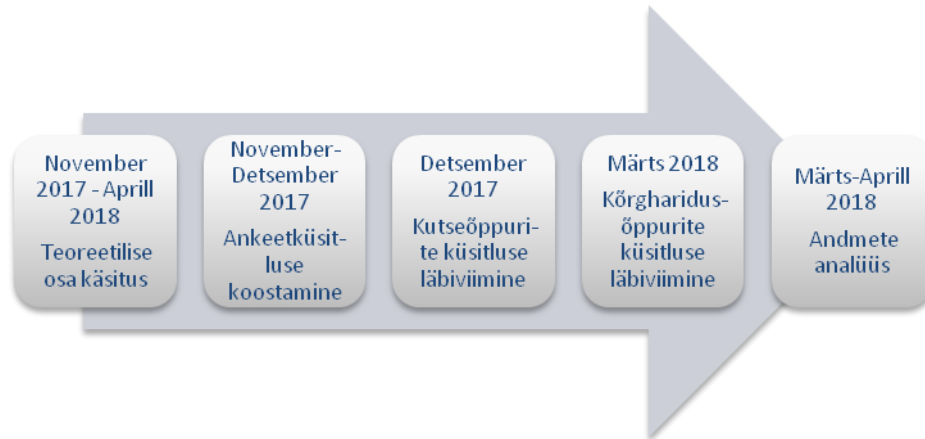 November
2017 - Aprill
2018
Teoreetilise
osa käsitus
November-
Detsember
2017
Ankeetküsit-
luse
koostamine
Detsember
2017
Kutseõppuri-
te küsitluse
läbiviimine
Märts 2018
Kõrgharidus-
õppurite
küsitluse
läbiviimine
Märts-Aprill
2018
Andmete
analüüs